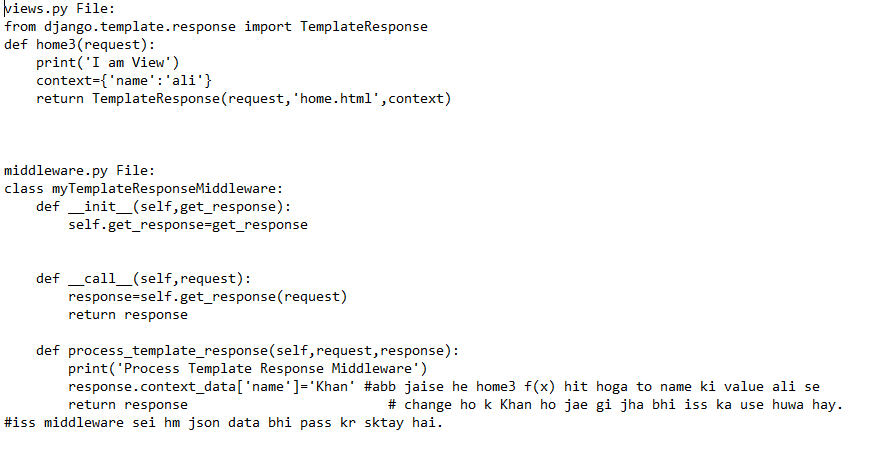 views.py File:
from django.template.response import TemplateResponse
def home3(request):
    print('I am View')
    context={'name':'ali'}
    return TemplateResponse(request,'home.html',context)
middleware.py File:
class myTemplateResponseMiddleware:
    def __init__(self,get_response):
        self.get_response=get_response
    def __call__(self,request):
        response=self.get_response(request)
        return response
    def process_template_response(self,request,response):
        print('Process Template Response Middleware')
        response.context_data['name']='Khan' #abb jaise he home3 f(x) hit hoga to name ki value ali se
        return response                         # change ho k Khan ho jae gi jha bhi iss ka use huwa hay.
#iss middleware sei hm json data bhi pass kr sktay hai.